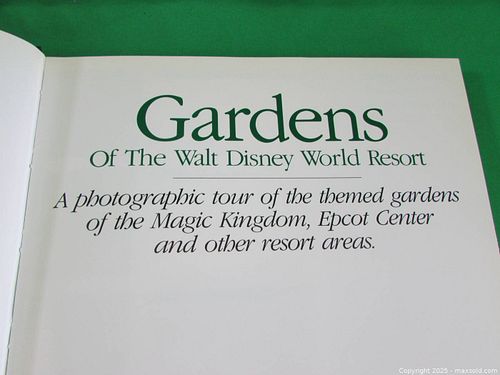 Gardens
Of The Walt Disney World Resort
A photographic tour of the themed gardens
of the Magic Kingdom, Epcot Center
and other resort areas.
Copyright 2025 - maxsold.com